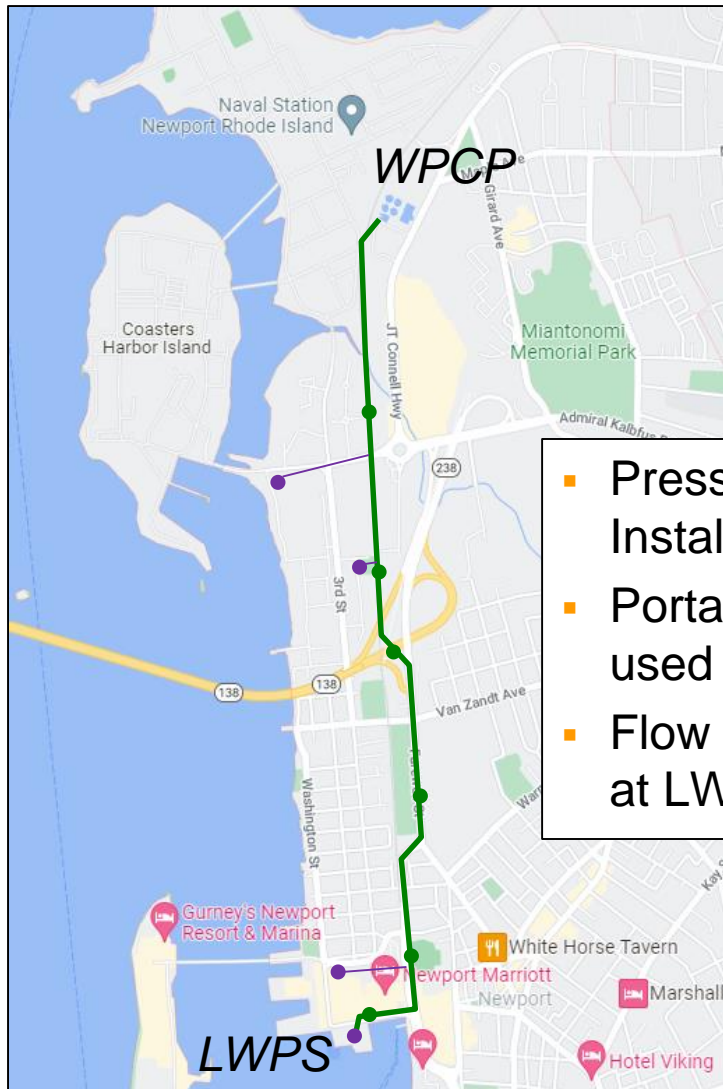 Naval Station
Newport Rhode Island
WPCP
Girard Ave
Coasters
Harbor Island
JT Connell Hwy
Miantonomi
Memorial Park
Admiral Kalbfus
238
3rd St
138
138
Van Zandt Ave
Washington St
Gurney's Newport
Resort & Marina
White Horse Tavern
Newport Marriott
Newport
Marshall
LWPS
Hotel Viking
Kay
▪ Press
Instal
▪ Porta
used
▪ Flow
at LW